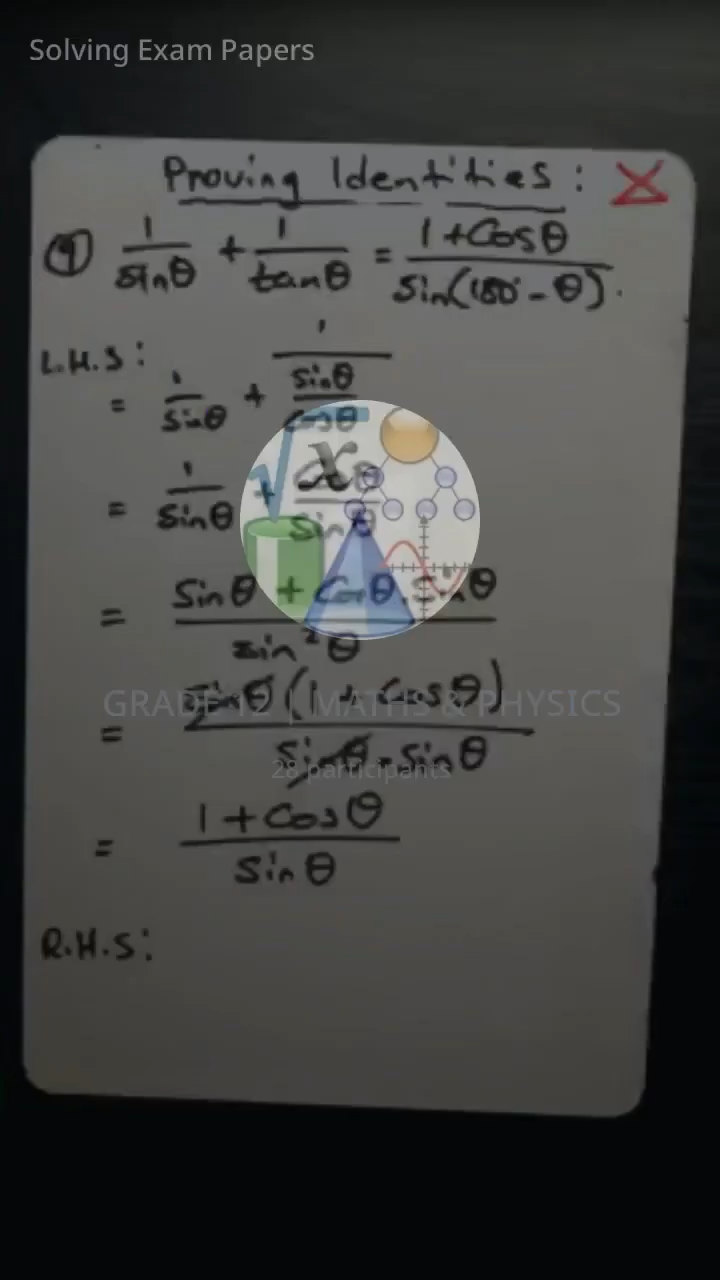 Solving Exam Papers
Proving Identities: X
④ 1/sinθ + 1/tanθ = (1+Cosθ)/(Sin(180°-θ)).
L.H.S:
= 1/sinθ + 1/(sinθ/cosθ)
= 1/sinθ + Cosθ/sinθ
= (Sinθ + Cosθ.Sinθ)/(sin²θ)
= (Sinθ(1+Cosθ))/(Sinθ.Sinθ)
GRADE 12 | MATHS & PHYSICS
28 participants
= (1+Cosθ)/(Sinθ)
R.H.S: